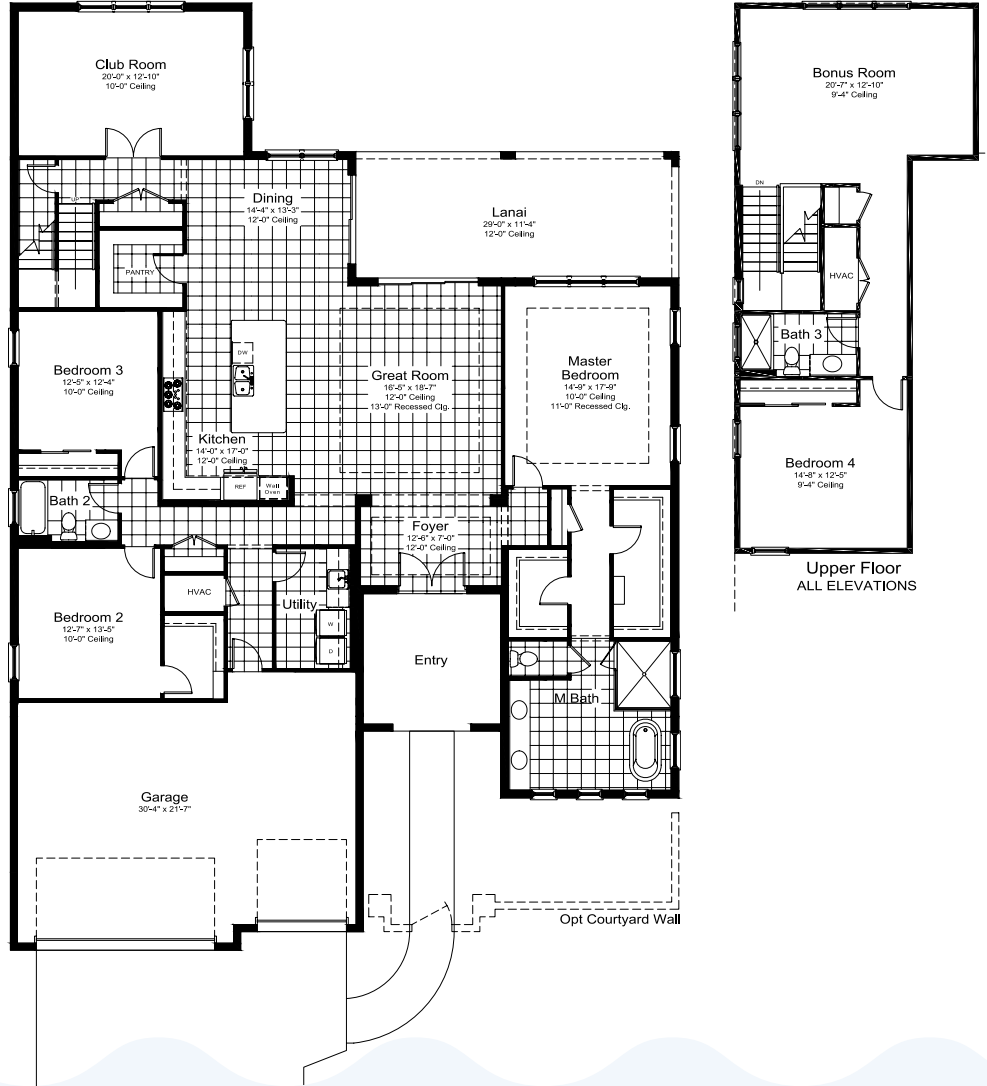 Club Room
20'-0" x 12'-10"
10'-0" Ceiling
Bonus Room
20'-7" x 12'-10"
9'-4" Ceiling
UP
DN
Dining
14'-4" x 13'-3"
12'-0" Ceiling
Lanai
29'-0" x 11'-4"
12'-0" Ceiling
PANTRY
HVAC
Bath 3
DW
Bedroom 3
12'-5" x 12'-4"
10'-0" Ceiling
Great Room
16'-5" x 18'-7"
12'-0" Ceiling
13'-0" Recessed Clg.
Master
Bedroom
14'-9" x 17'-9"
10'-0" Ceiling
11'-0" Recessed Clg.
Kitchen
14'-0" x 17'-0"
12'-0" Ceiling
Bedroom 4
14'-8" x 12'-5"
9'-4" Ceiling
REF
Wall
Oven
Bath 2
Foyer
12'-6" x 7'-0"
12'-0" Ceiling
Upper Floor
ALL ELEVATIONS
HVAC
Utility
Bedroom 2
12'-7" x 13'-5"
10'-0" Ceiling
W
D
Entry
M Bath
Garage
30'-4" x 21'-7"
Opt Courtyard Wall